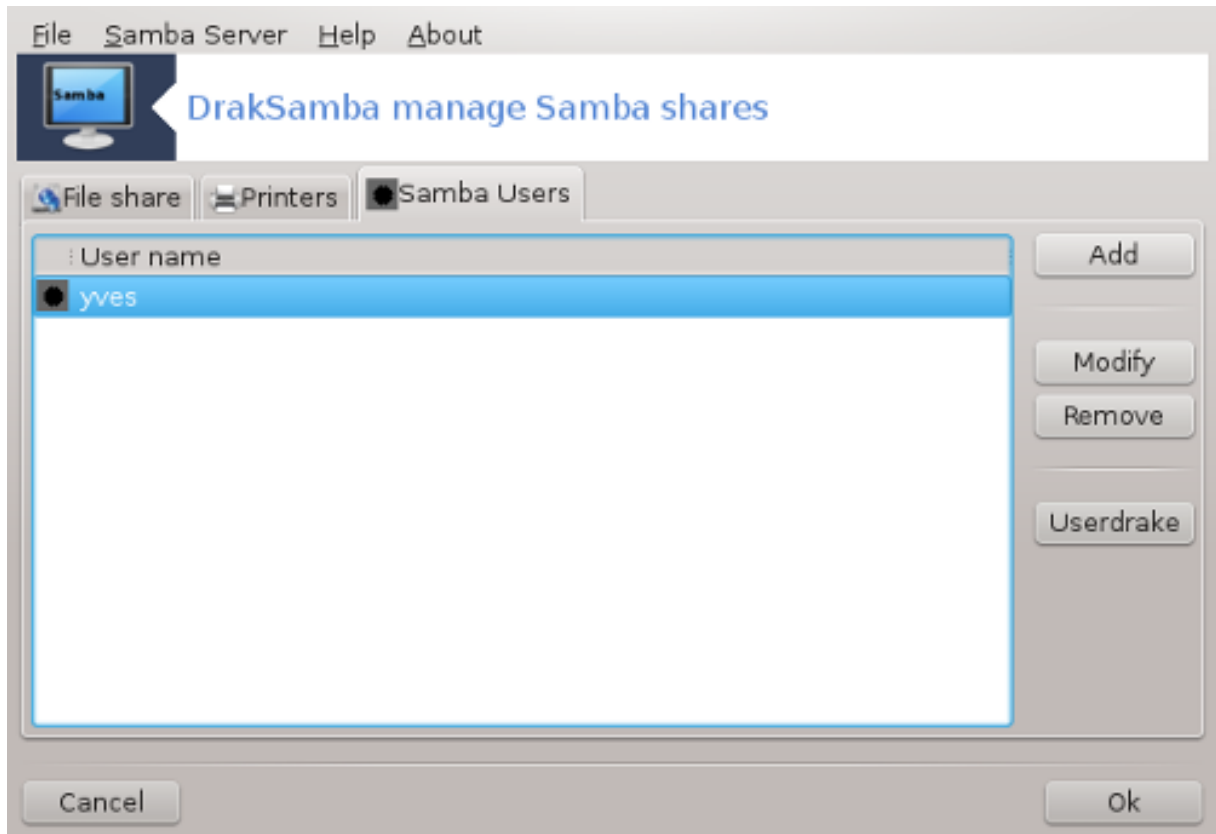 File Samba Server Help About
Samba
DrakSamba manage Samba shares
File share Printers Samba Users
User name
Add
yves
Modify
Remove
Userdrake
Cancel Ok